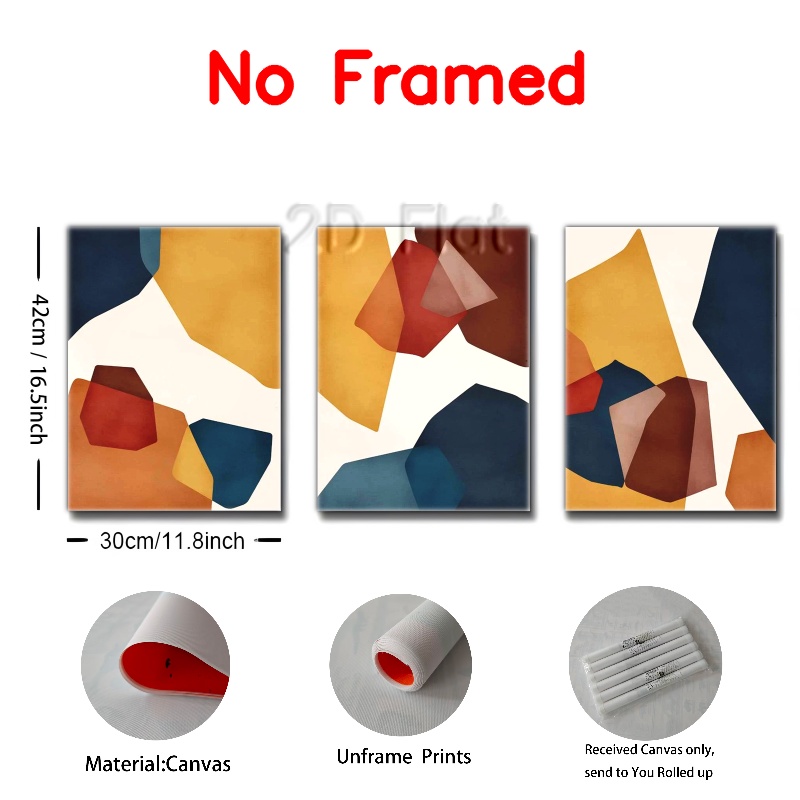 No Framed
2D Flat
42cm / 16.5inch
30cm/11.8inch
Material:Canvas
Unframe Prints
Received Canvas only,
send to You Rolled up